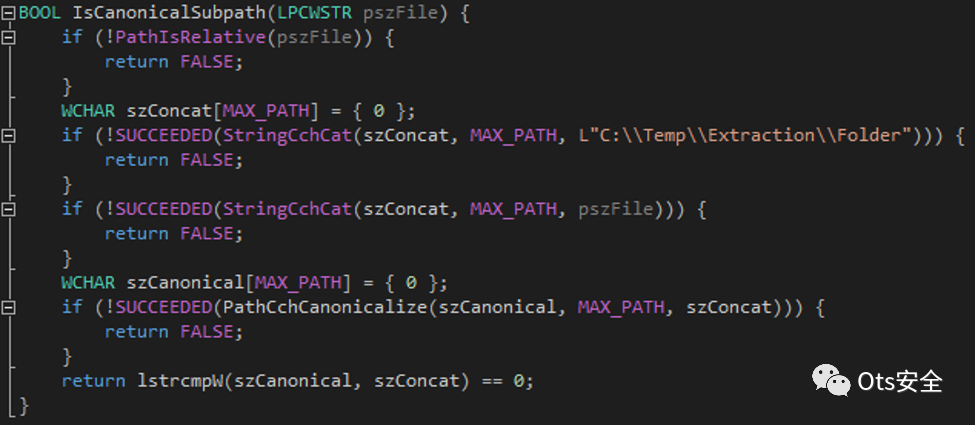 BOOL IsCanonicalSubpath(LPCWSTR pszFile) {
    if (!PathIsRelative(pszFile)) {
        return FALSE;
    }
    WCHAR szConcat[MAX_PATH] = { 0 };
    if (!SUCCEEDED(StringCchCat(szConcat, MAX_PATH, L"C:\\Temp\\Extraction\\Folder"))) {
        return FALSE;
    }
    if (!SUCCEEDED(StringCchCat(szConcat, MAX_PATH, pszFile))) {
        return FALSE;
    }
    WCHAR szCanonical[MAX_PATH] = { 0 };
    if (!SUCCEEDED(PathCchCanonicalize(szCanonical, MAX_PATH, szConcat))) {
        return FALSE;
    }
    return lstrcmpW(szCanonical, szConcat) == 0;
}
Ots安全